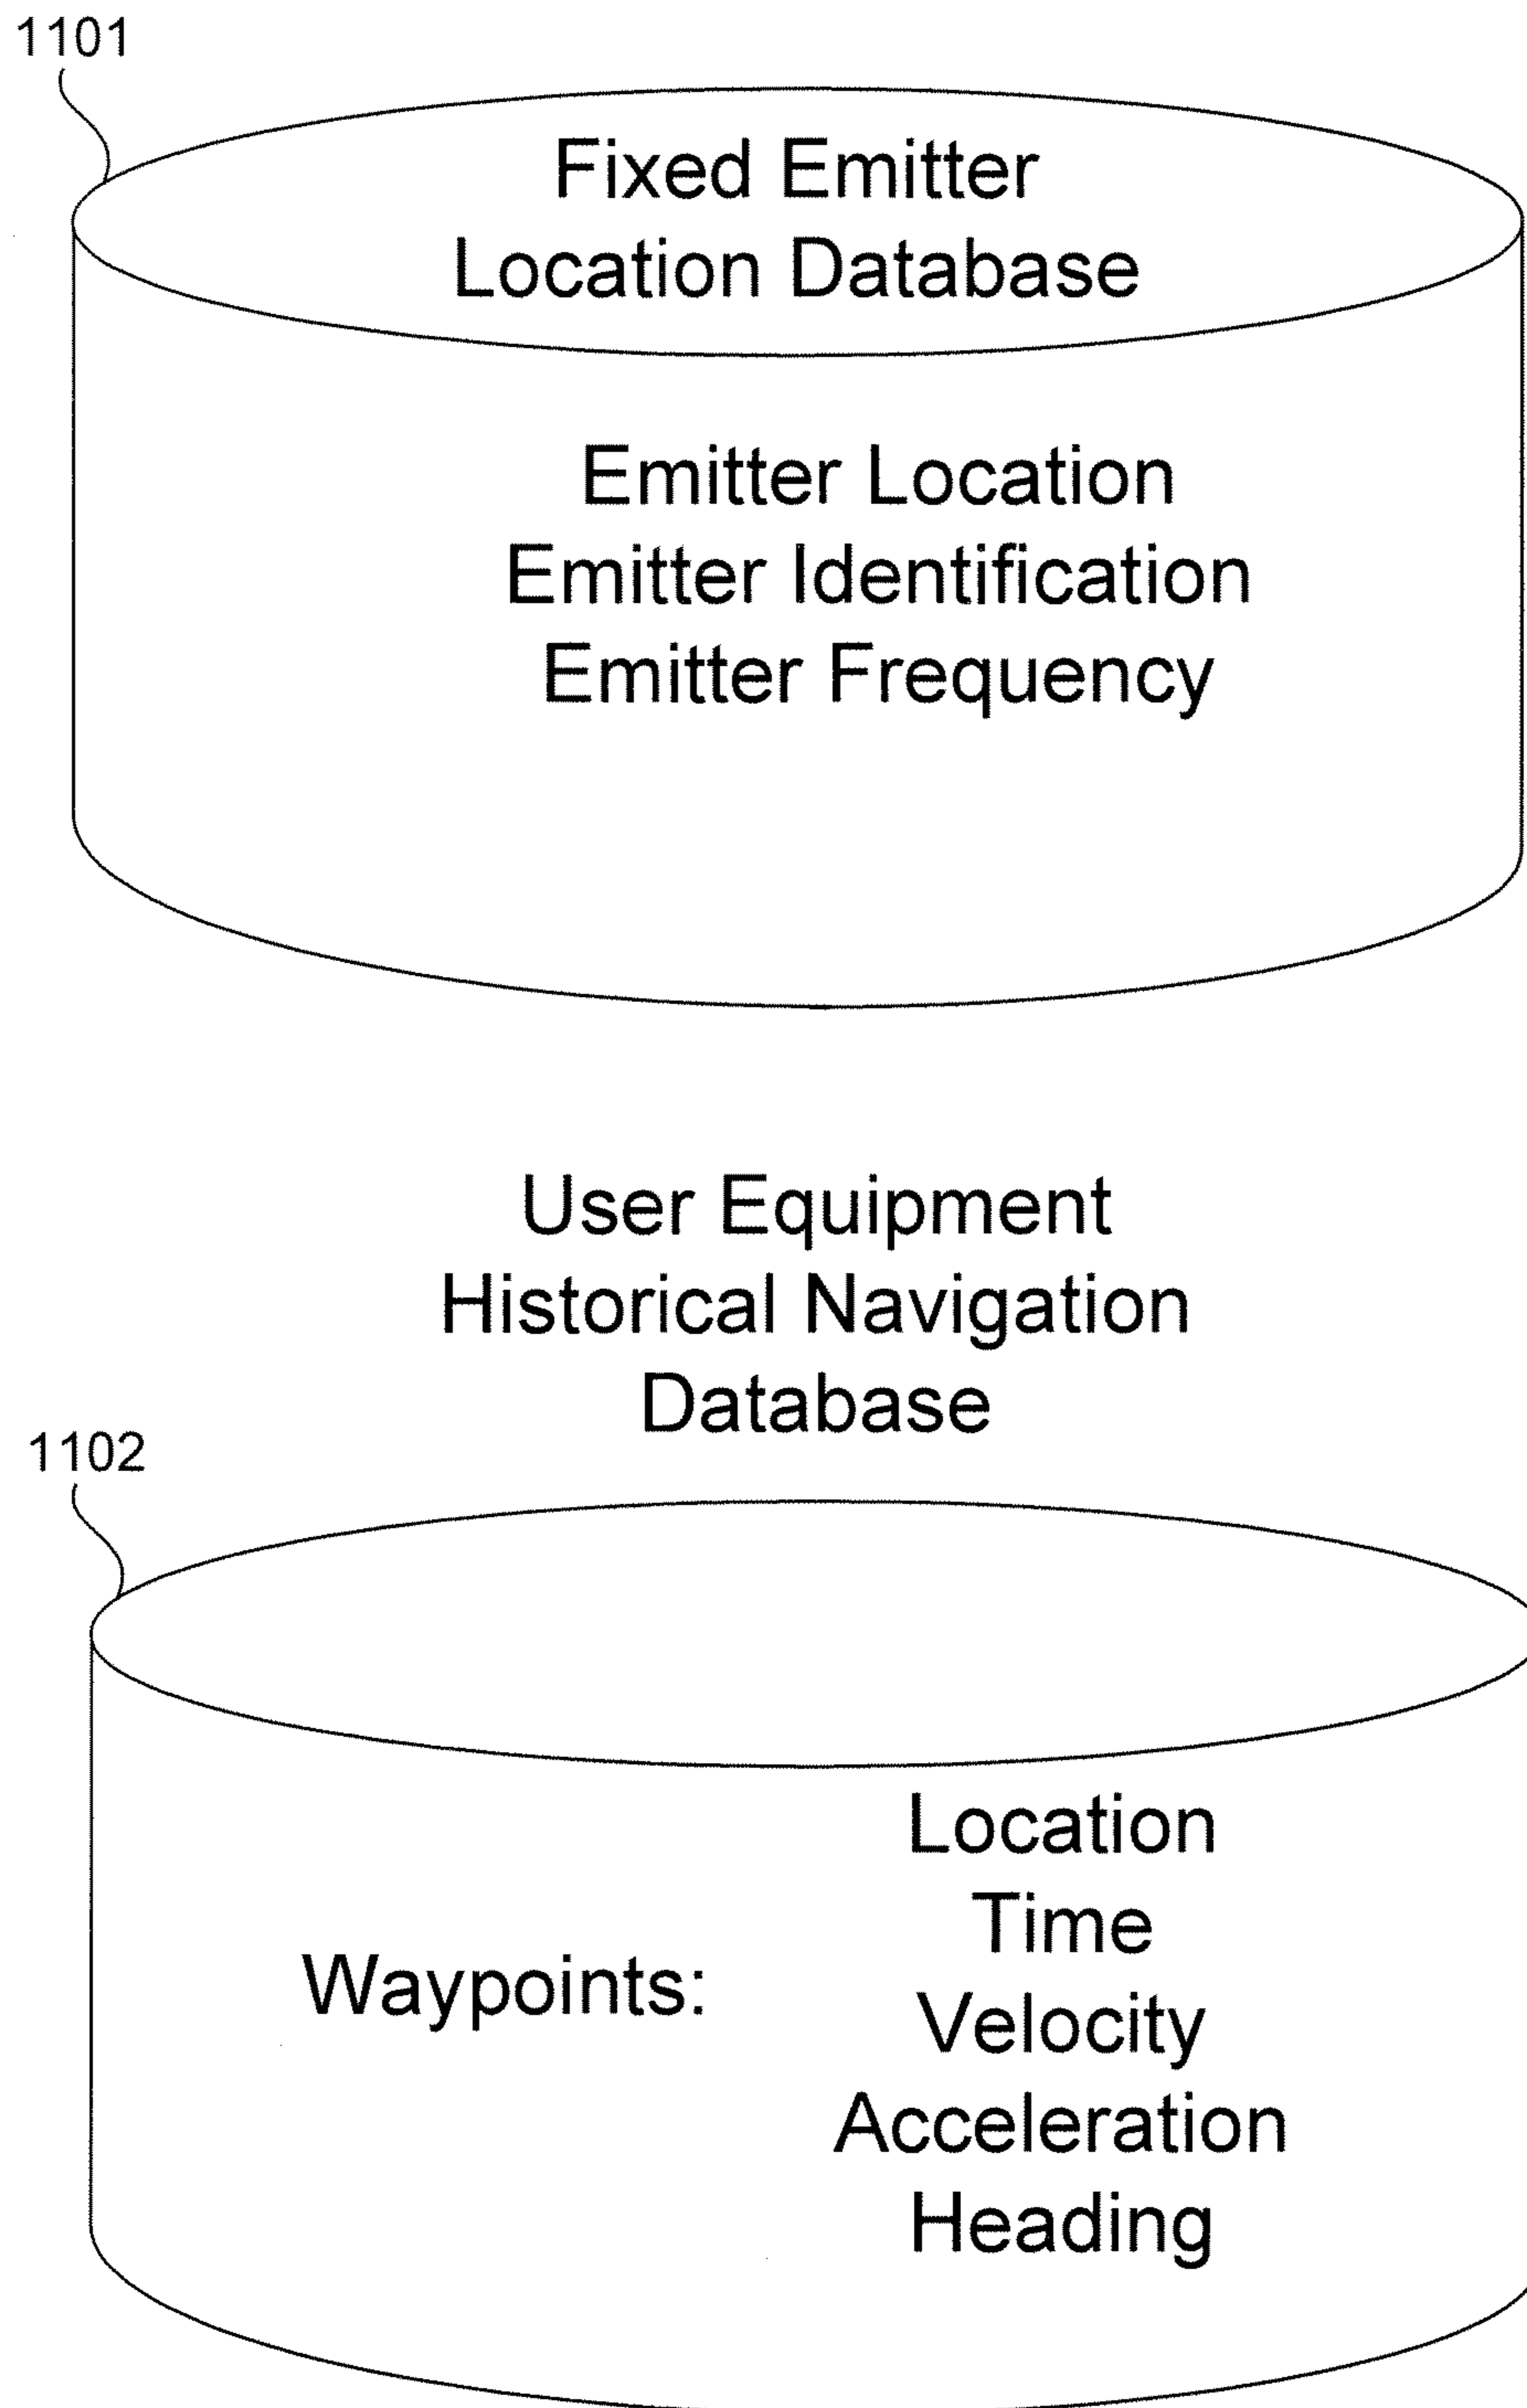 1101
Fixed Emitter
Location Database
Emitter Location
Emitter Identification
Emitter Frequency
User Equipment
Historical Navigation
Database
1102
Waypoints:
Location
Time
Velocity
Acceleration
Heading